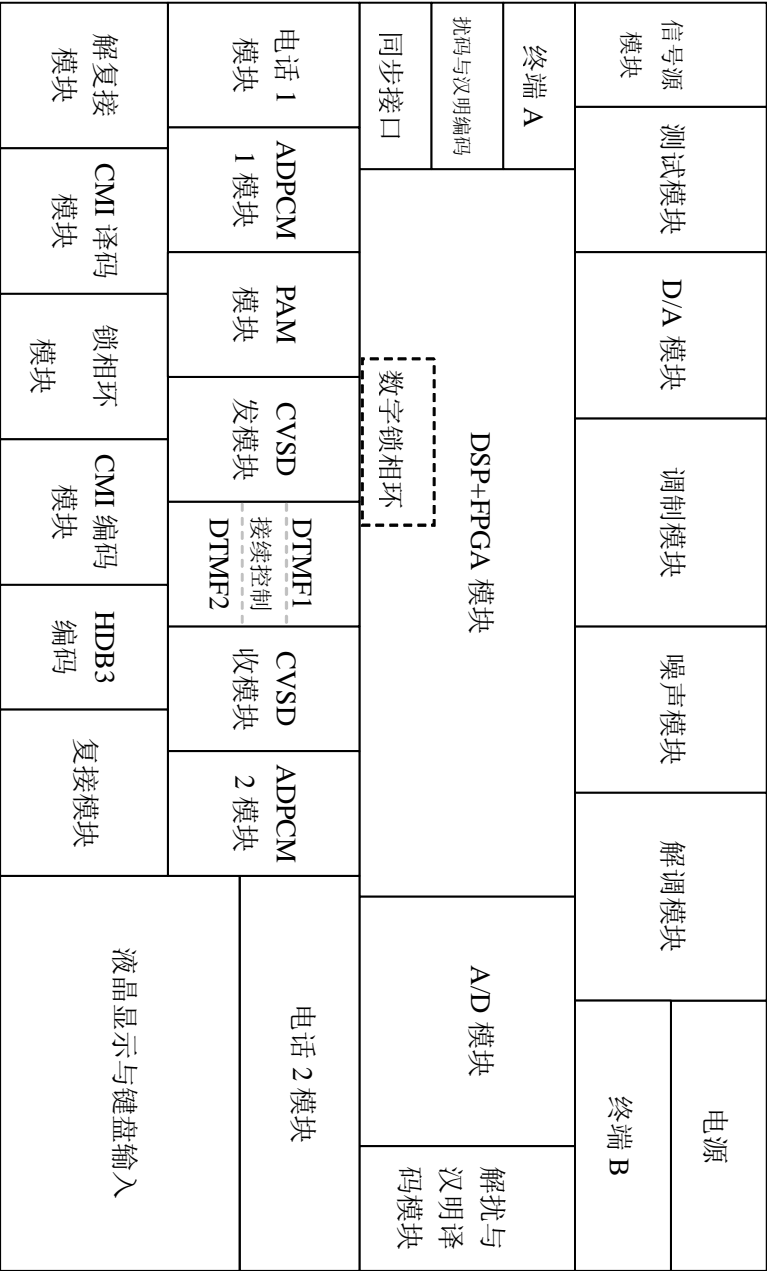 信号源
模块
测试模块
D/A 模块
调制模块
噪声模块
解调模块
电源
终端 B
终端 A
扰码与汉明编码
同步接口
DSP+FPGA 模块
数字锁相环
A/D 模块
解扰与
汉明译
码模块
电话 1
模块
ADPCM
1 模块
PAM
模块
CVSD
发模块
DTMF1
接续控制
DTMF2
CVSD
收模块
ADPCM
2 模块
电话 2 模块
解复接
模块
CMI 译码
模块
锁相环
模块
CMI 编码
模块
HDB3
编码
复接模块
液晶显示与键盘输入